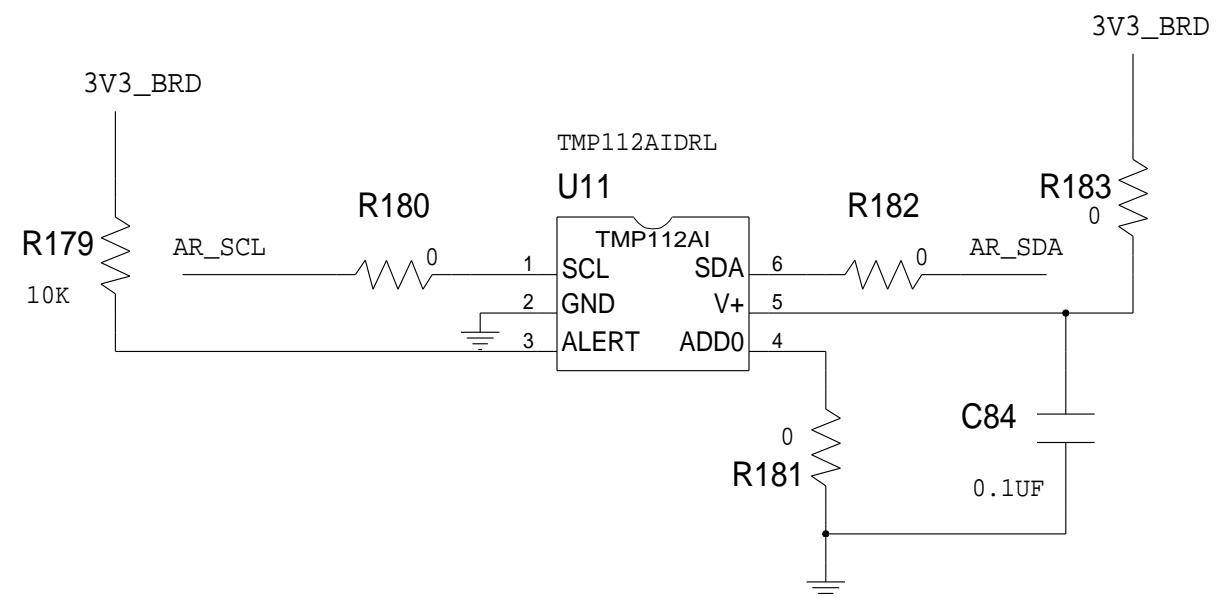 3V3_BRD
3V3_BRD
TMP112AIDRL
U11
R180
R182
R183
0
R179
10K
AR_SCL
0
TMP112AI
0
AR_SDA
1 SCL SDA 6
2 GND V+ 5
3 ALERT ADD0 4
0
R181
C84
0.1UF